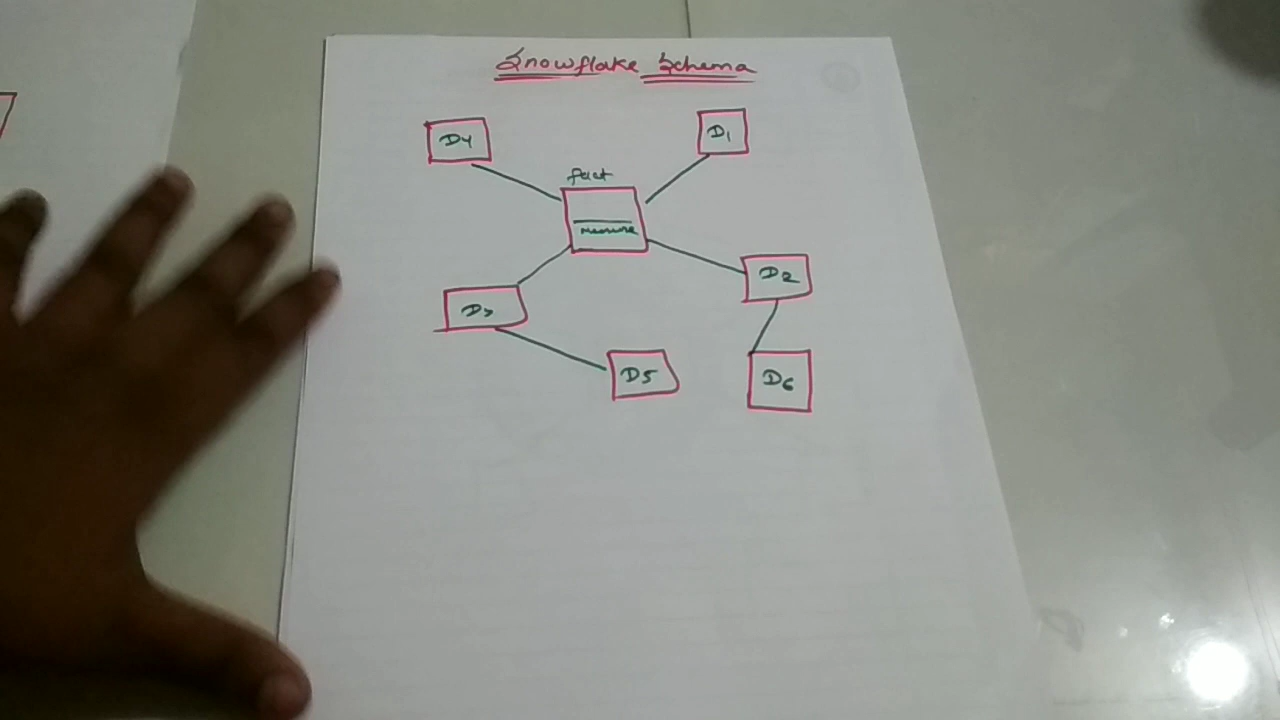 Snowflake Schema
D4
D1
fact
measure
D2
D3
D5
D6